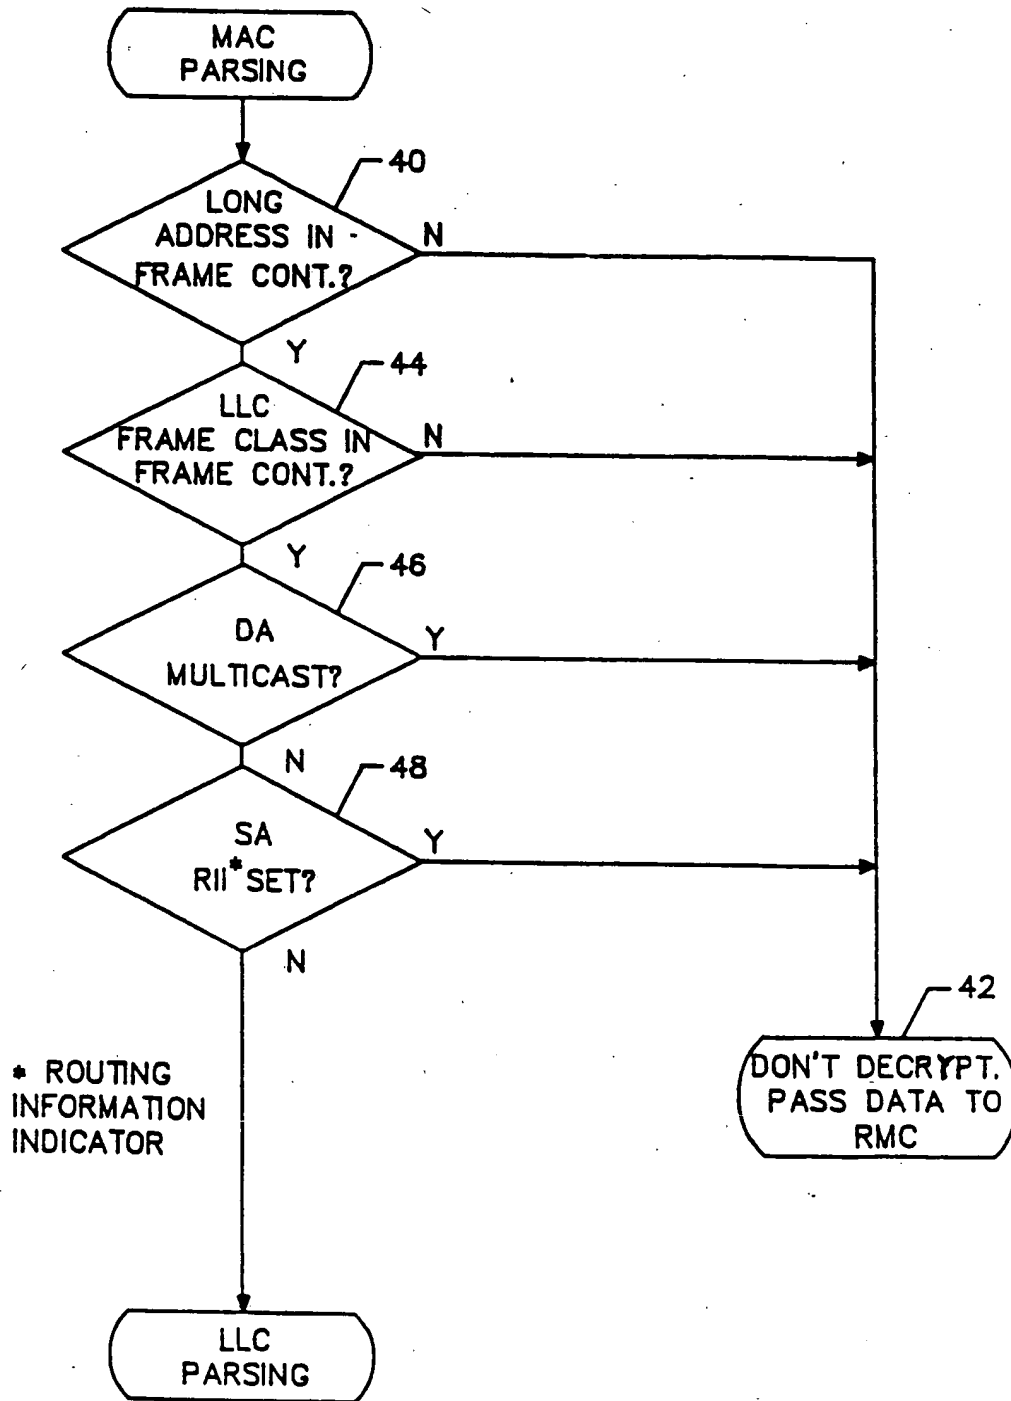 MAC
PARSING
40
LONG
ADDRESS IN
FRAME CONT.?
N
Y
44
LLC
FRAME CLASS IN
FRAME CONT.?
N
Y
46
DA
MULTICAST?
Y
N
48
SA
RII*SET?
Y
N
42
DON'T DECRYPT.
PASS DATA TO
RMC
* ROUTING
INFORMATION
INDICATOR
LLC
PARSING